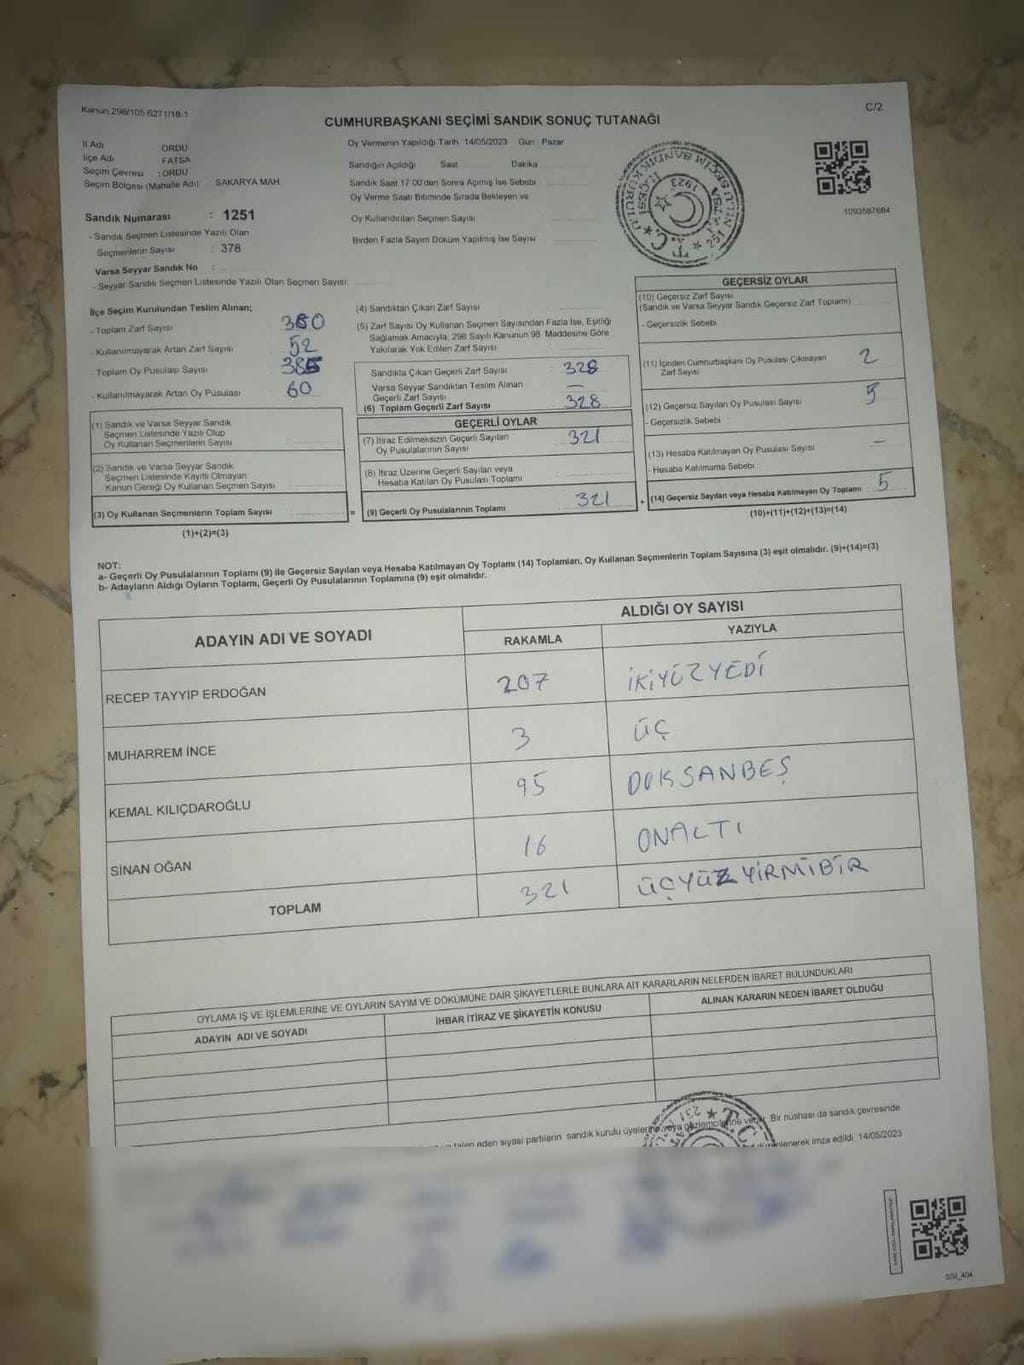 Kanun:298/105.6271/18-1
C/2
CUMHURBAŞKANI SEÇİMİ SANDIK SONUÇ TUTANAĞI
İl Adı : ORDU
İlçe Adı : FATSA
Seçim Çevresi : ORDU
Seçim Bölgesi (Mahalle Adı) SAKARYA MAH.
Sandık Numarası : 1251
- Sandık Seçmen Listesinde Yazılı Olan
Seçmenlerin Sayısı : 378
Varsa Seyyar Sandık No :
- Seyyar Sandık Seçmen Listesinde Yazılı Olan Seçmen Sayısı:
Oy Vermenin Yapıldığı Tarih 14/05/2023 Gün : Pazar
Sandığın Açıldığı Saat Dakika
Sandık Saat 17:00'den Sonra Açılmış İse Sebebi
Oy Verme Saati Bitiminde Sırada Bekleyen ve
Oy Kullandırılan Seçmen Sayısı
Birden Fazla Sayım Döküm Yapılmış İse Sayısı
1093587684
İlçe Seçim Kurulundan Teslim Alınan;
- Toplam Zarf Sayısı 380
- Kullanılmayarak Artan Zarf Sayısı 52
- Toplam Oy Pusulası Sayısı
- Kullanılmayarak Artan Oy Pusulası 60
(1) Sandık ve Varsa Seyyar Sandık
Seçmen Listesinde Yazılı Olup
Oy Kullanan Seçmenlerin Sayısı
(2) Sandık ve Varsa Seyyar Sandık
Seçmen Listesinde Kayıtlı Olmayan
Kanun Gereği Oy Kullanan Seçmen Sayısı
(3) Oy Kullanan Seçmenlerin Toplam Sayısı
(1)+(2)=(3)
(4) Sandıktan Çıkan Zarf Sayısı
(5) Zarf Sayısı Oy Kullanan Seçmen Sayısından Fazla İse, Eşitliği
Sağlamak Amacıyla; 298 Sayılı Kanunun 98. Maddesine Göre
Yakılarak Yok Edilen Zarf Sayısı
Sandıkta Çıkan Geçerli Zarf Sayısı 328
Varsa Seyyar Sandıktan Teslim Alınan
Geçerli Zarf Sayısı —
(6) Toplam Geçerli Zarf Sayısı 328
GEÇERLİ OYLAR
(7) İtiraz Edilmeksizin Geçerli Sayılan
Oy Pusulalarının Sayısı 321
(8) İtiraz Üzerine Geçerli Sayılan veya
Hesaba Katılan Oy Pusulası Toplamı
= (9) Geçerli Oy Pusulalarının Toplamı 321
GEÇERSİZ OYLAR
(10) Geçersiz Zarf Sayısı
(Sandık ve Varsa Seyyar Sandık Geçersiz Zarf Toplamı)
- Geçersizlik Sebebi
(11) İçinden Cumhurbaşkanı Oy Pusulası Çıkmayan
Zarf Sayısı 2
(12) Geçersiz Sayılan Oy Pusulası Sayısı 5
- Geçersizlik Sebebi
(13) Hesaba Katılmayan Oy Pusulası Sayısı —
- Hesaba Katılmama Sebebi
+ (14) Geçersiz Sayılan veya Hesaba Katılmayan Oy Toplamı 5
(10)+(11)+(12)+(13)=(14)
NOT:
a- Geçerli Oy Pusulalarının Toplamı (9) ile Geçersiz Sayılan veya Hesaba Katılmayan Oy Toplamı (14) Toplamları, Oy Kullanan Seçmenlerin Toplam Sayısına (3) eşit olmalıdır. (9)+(14)=(3)
b- Adayların Aldığı Oyların Toplamı, Geçerli Oy Pusulalarının Toplamına (9) eşit olmalıdır.
ADAYIN ADI VE SOYADI
ALDIĞI OY SAYISI
RAKAMLA YAZIYLA
RECEP TAYYİP ERDOĞAN 207 İKİYÜZYEDİ
MUHARREM İNCE 3 ÜÇ
KEMAL KILIÇDAROĞLU 95 DOKSANBEŞ
SİNAN OĞAN 16 ONALTI
TOPLAM 321 ÜÇYÜZYİRMİBİR
OYLAMA İŞ VE İŞLEMLERİNE VE OYLARIN SAYIM VE DÖKÜMÜNE DAİR ŞİKAYETLERLE BUNLARA AİT KARARLARIN NELERDEN İBARET BULUNDUKLARI
ADAYIN ADI VE SOYADI İHBAR İTİRAZ VE ŞİKAYETİN KONUSU ALINAN KARARIN NEDEN İBARET OLDUĞU
talep eden siyasi partilerin sandık kurulu üyelerine veya gözlemcilerine Bir nüshası da sandık çevresinde
imza edildi. 14/05/2023
SSI_404